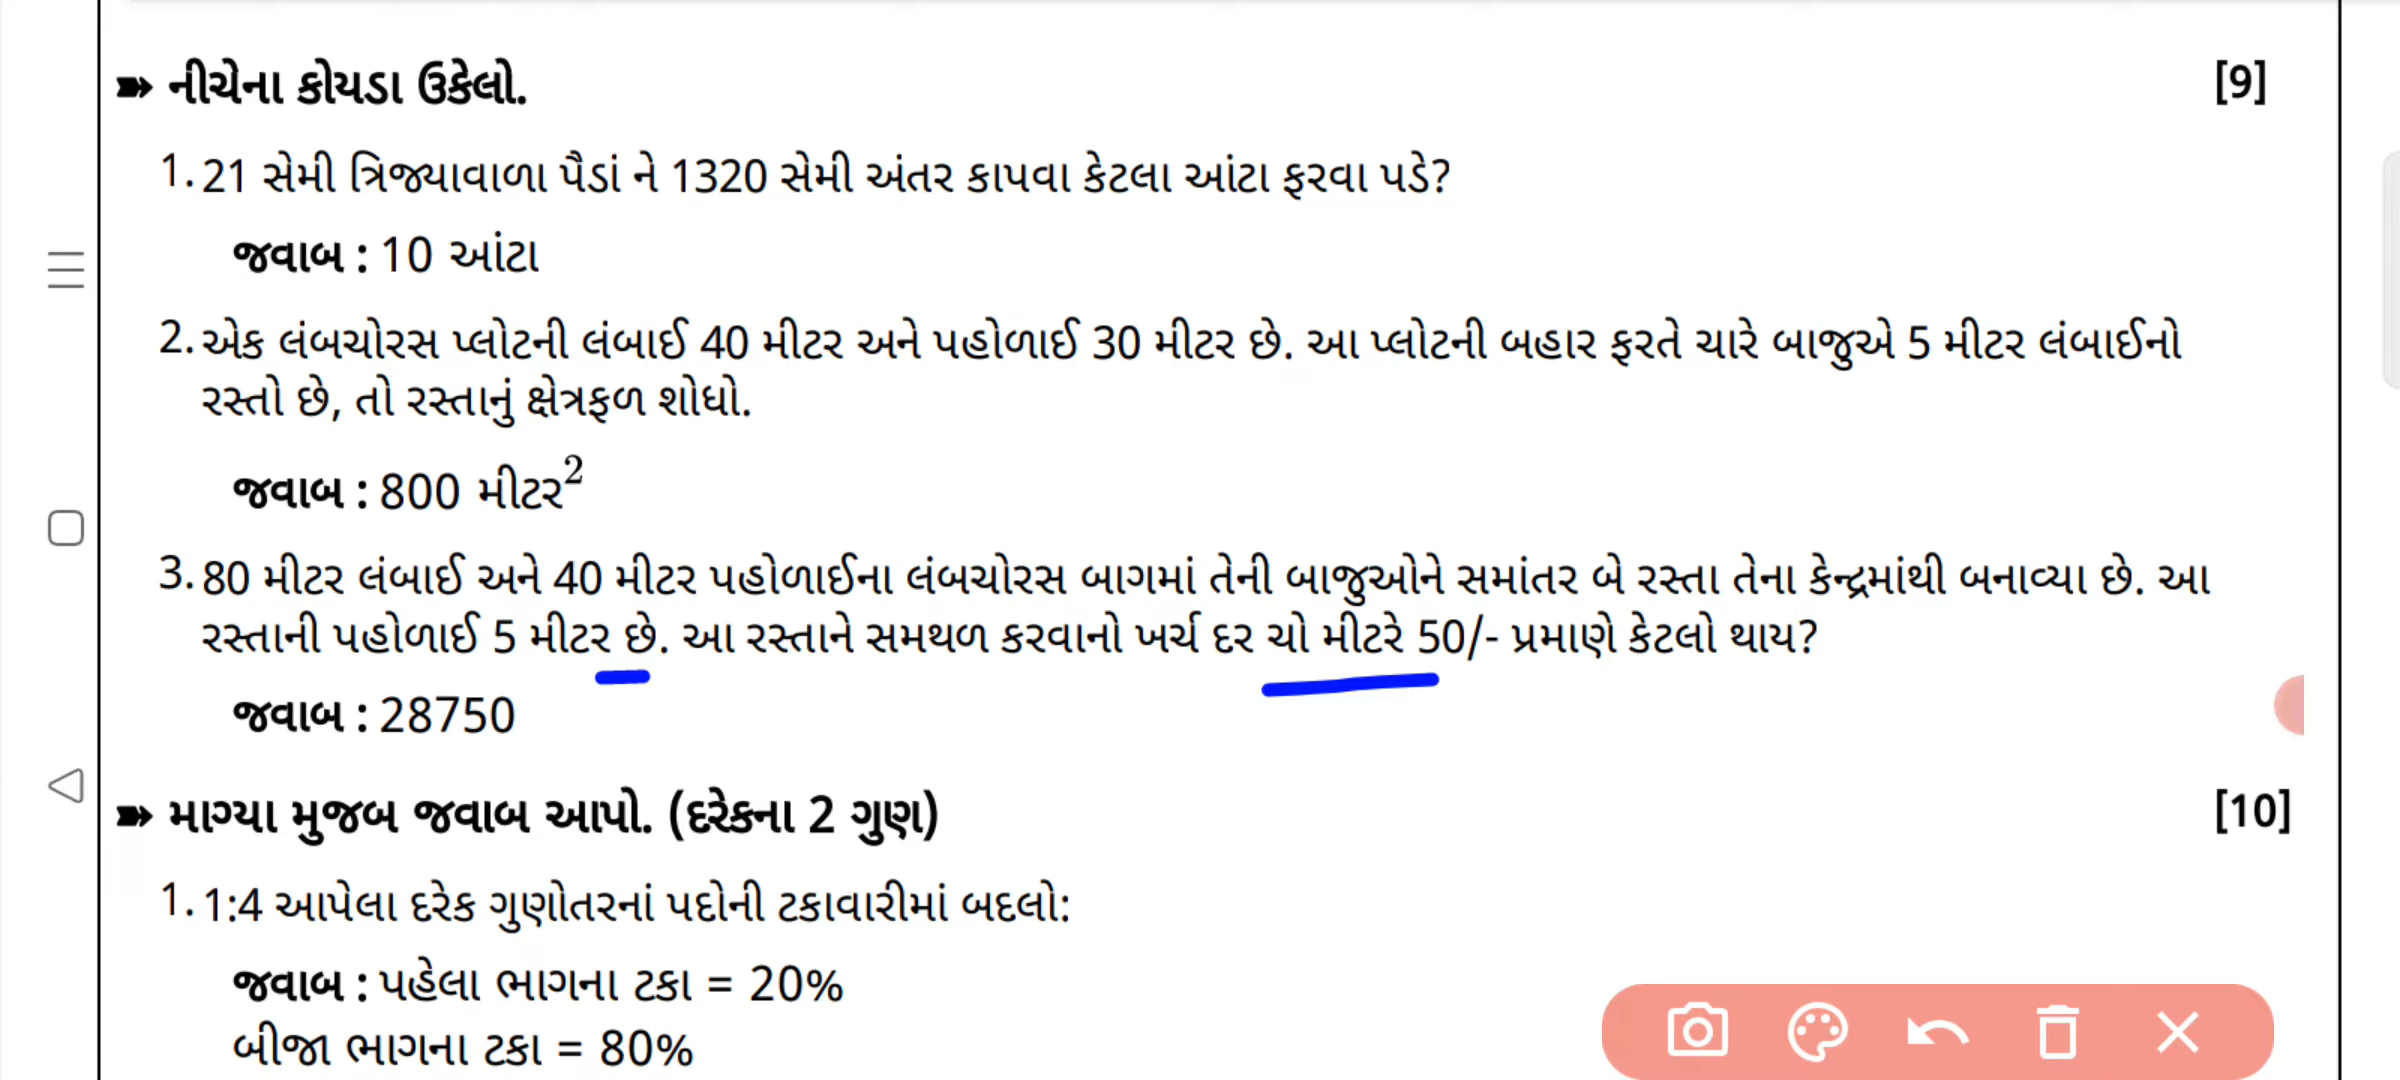 ➽ નીચેના કોયડા ઉકેલો. [9]
1. 21 સેમી ત્રિજ્યાવાળા પૈડાં ને 1320 સેમી અંતર કાપવા કેટલા આંટા ફરવા પડે?
જવાબ : 10 આંટા
2. એક લંબચોરસ પ્લોટની લંબાઈ 40 મીટર અને પહોળાઈ 30 મીટર છે. આ પ્લોટની બહાર ફરતે ચારે બાજુએ 5 મીટર લંબાઈનો
રસ્તો છે, તો રસ્તાનું ક્ષેત્રફળ શોધો.
જવાબ : 800 મીટર²
3. 80 મીટર લંબાઈ અને 40 મીટર પહોળાઈના લંબચોરસ બાગમાં તેની બાજુઓને સમાંતર બે રસ્તા તેના કેન્દ્રમાંથી બનાવ્યા છે. આ
રસ્તાની પહોળાઈ 5 મીટર છે. આ રસ્તાને સમથળ કરવાનો ખર્ચ દર ચો મીટરે 50/- પ્રમાણે કેટલો થાય?
જવાબ : 28750
➽ માગ્યા મુજબ જવાબ આપો. (દરેકના 2 ગુણ) [10]
1. 1:4 આપેલા દરેક ગુણોતરનાં પદોની ટકાવારીમાં બદલો:
જવાબ : પહેલા ભાગના ટકા = 20%
બીજા ભાગના ટકા = 80%